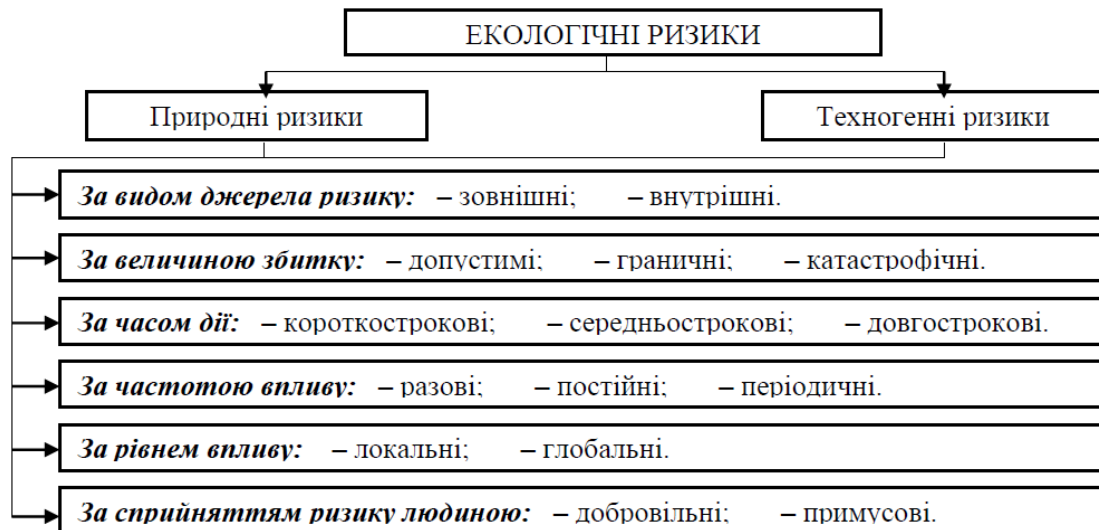 ЕКОЛОГІЧНІ РИЗИКИ
Природні ризики
Техногенні ризики
За видом джерела ризику: – зовнішні; – внутрішні.
За величиною збитку: – допустимі; – граничні; – катастрофічні.
За часом дії: – короткострокові; – середньострокові; – довгострокові.
За частотою впливу: – разові; – постійні; – періодичні.
За рівнем впливу: – локальні; – глобальні.
За сприйняттям ризику людиною: – добровільні; – примусові.